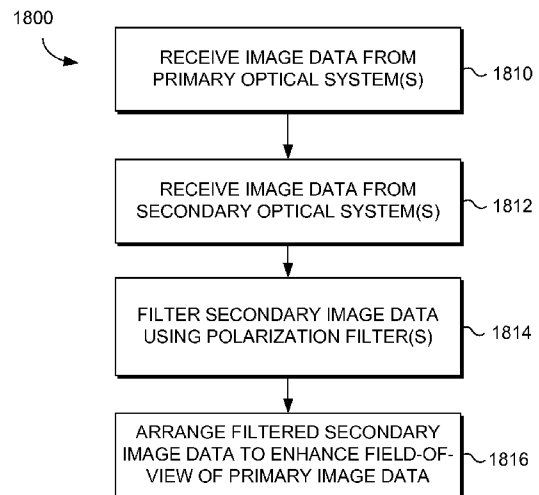 1800
RECEIVE IMAGE DATA FROM
PRIMARY OPTICAL SYSTEM(S)
1810
RECEIVE IMAGE DATA FROM
SECONDARY OPTICAL SYSTEM(S)
1812
FILTER SECONDARY IMAGE DATA
USING POLARIZATION FILTER(S)
1814
ARRANGE FILTERED SECONDARY
IMAGE DATA TO ENHANCE FIELD-OF-
VIEW OF PRIMARY IMAGE DATA
1816